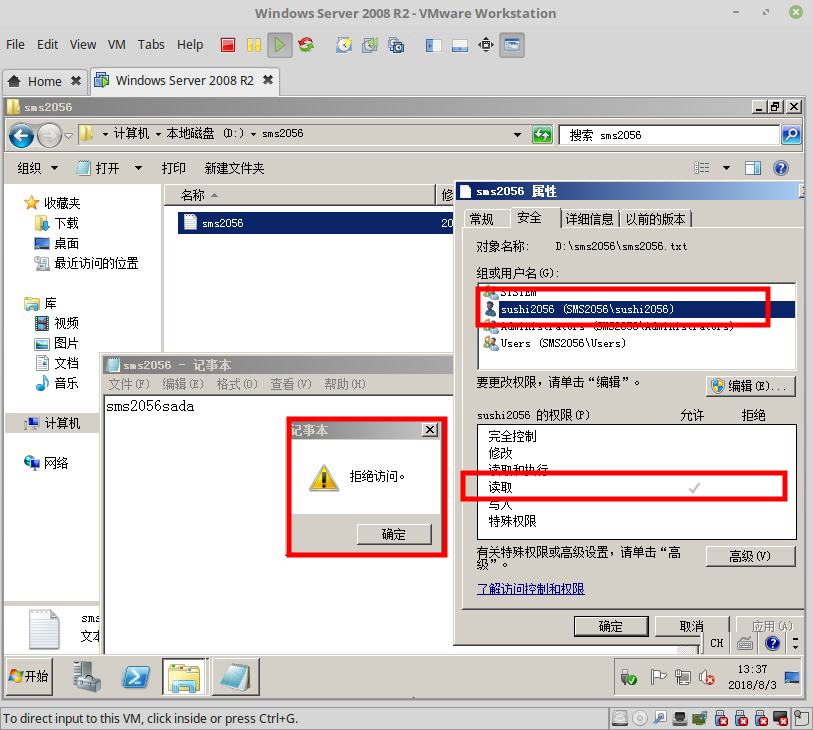 Windows Server 2008 R2 - VMware Workstation
File Edit View VM Tabs Help
Home
Windows Server 2008 R2
sms2056
计算机 本地磁盘 (D:) sms2056
搜索 sms2056
组织 打开 打印 新建文件夹
收藏夹
下载
桌面
最近访问的位置
库
视频
图片
文档
音乐
计算机
网络
名称
修
sms2056
20
sms2056 属性
常规 安全 详细信息 以前的版本
对象名称: D:\sms2056\sms2056.txt
组或用户名(G):
SYSTEM
sushi2056 (SMS2056\sushi2056)
Administrators (SMS2056\Administrators)
Users (SMS2056\Users)
要更改权限，请单击“编辑”。
编辑(E)...
sushi2056 的权限(P) 允许 拒绝
完全控制
修改
读取和执行
读取
写入
特殊权限
有关特殊权限或高级设置，请单击“高
级”。
高级(V)
了解访问控制和权限
确定 取消 应用(A)
sms2056 - 记事本
文件(F) 编辑(E) 格式(O) 查看(V) 帮助(H)
sms2056sada
记事本
拒绝访问。
确定
sms
文本
CH
开始
13:37
2018/8/3
To direct input to this VM, click inside or press Ctrl+G.